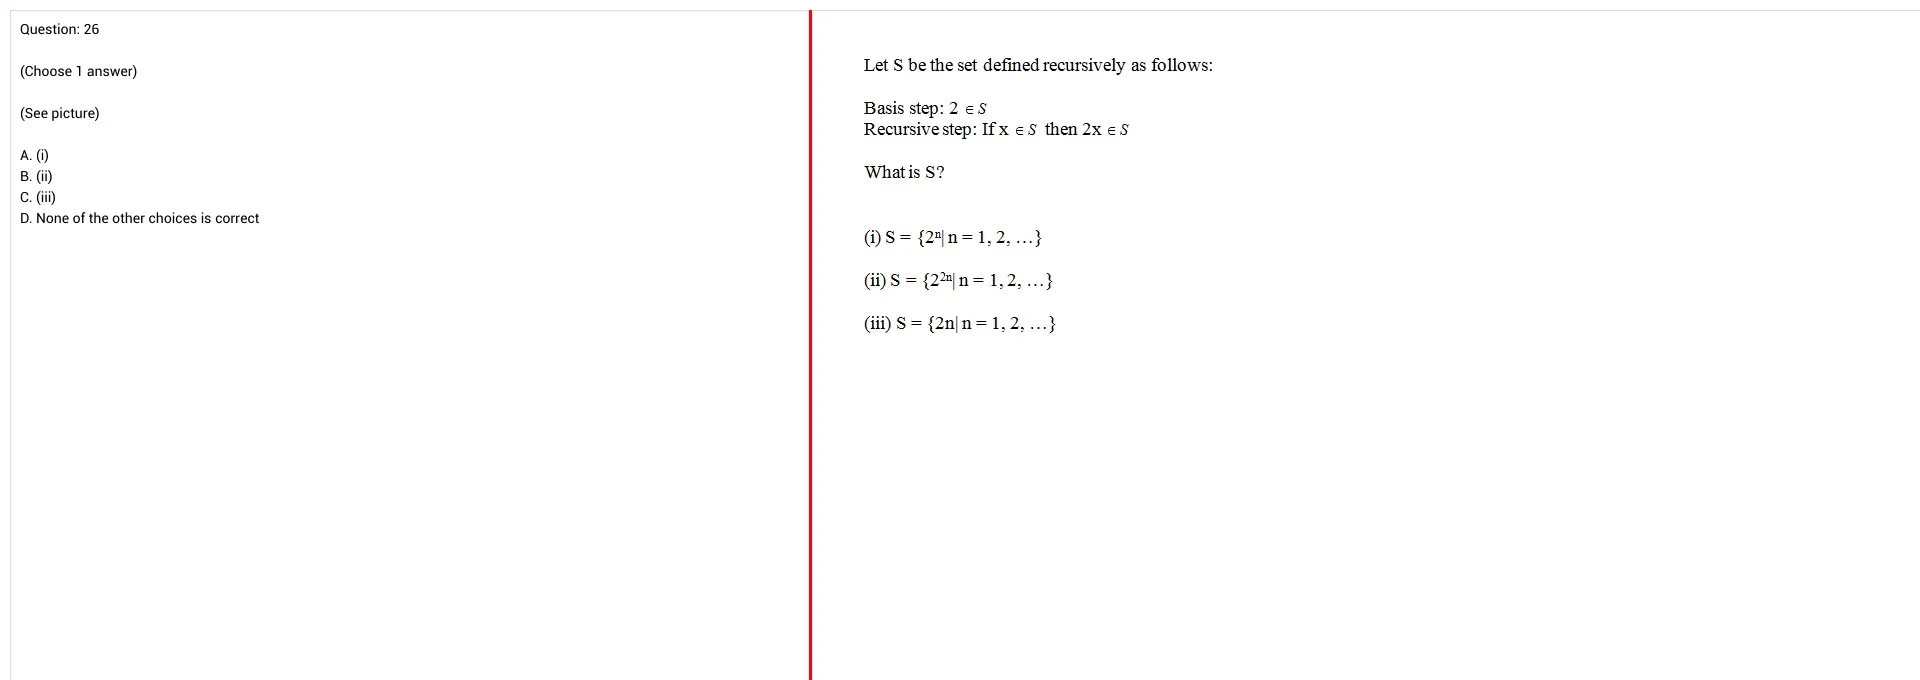 Question: 26
(Choose 1 answer)
(See picture)
A. (i)
B. (ii)
C. (iii)
D. None of the other choices is correct
Let S be the set defined recursively as follows:
Basis step: 2 ∈ S
Recursive step: If x ∈ S then 2x ∈ S
What is S?
(i) S = {2ⁿ| n = 1, 2, …}
(ii) S = {2²ⁿ| n = 1, 2, …}
(iii) S = {2n| n = 1, 2, …}